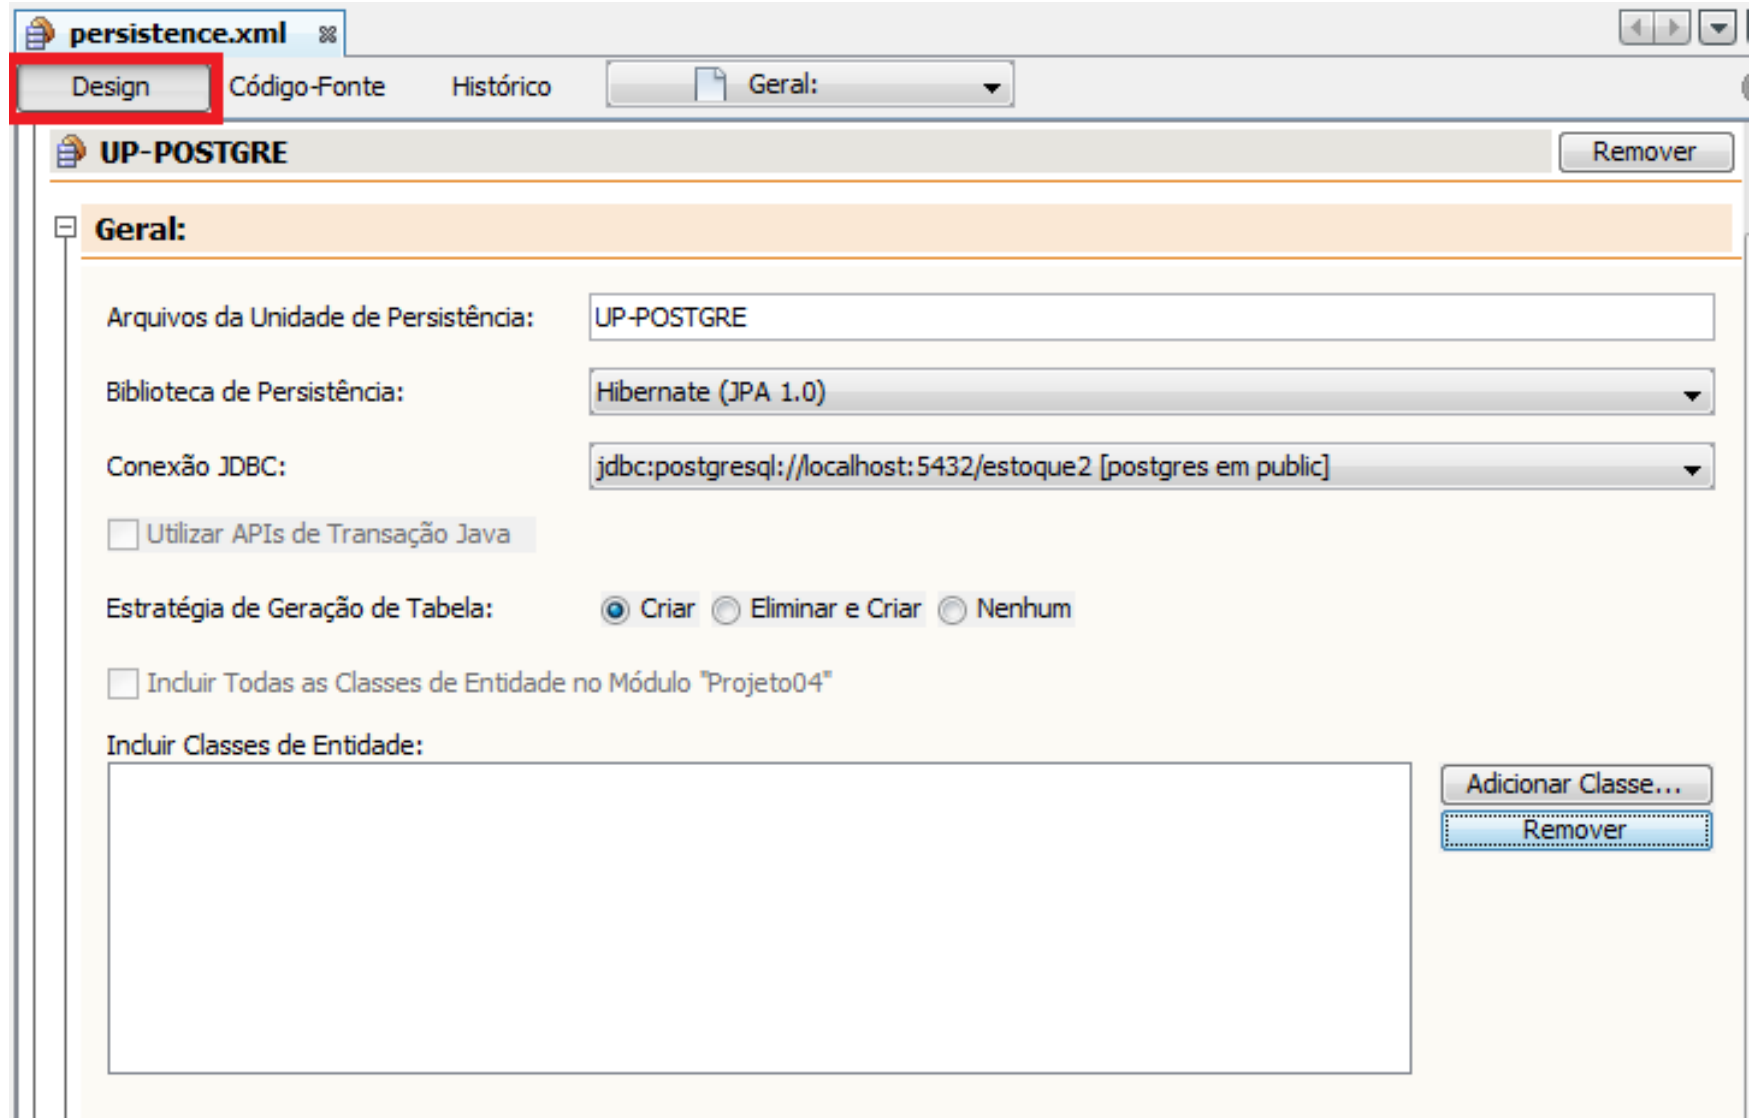 persistence.xml
Design Código-Fonte Histórico Geral:
UP-POSTGRE Remover
Geral:
Arquivos da Unidade de Persistência: UP-POSTGRE
Biblioteca de Persistência: Hibernate (JPA 1.0)
Conexão JDBC: jdbc:postgresql://localhost:5432/estoque2 [postgres em public]
Utilizar APIs de Transação Java
Estratégia de Geração de Tabela: Criar Eliminar e Criar Nenhum
Incluir Todas as Classes de Entidade no Módulo "Projeto04"
Incluir Classes de Entidade:
Adicionar Classe...
Remover